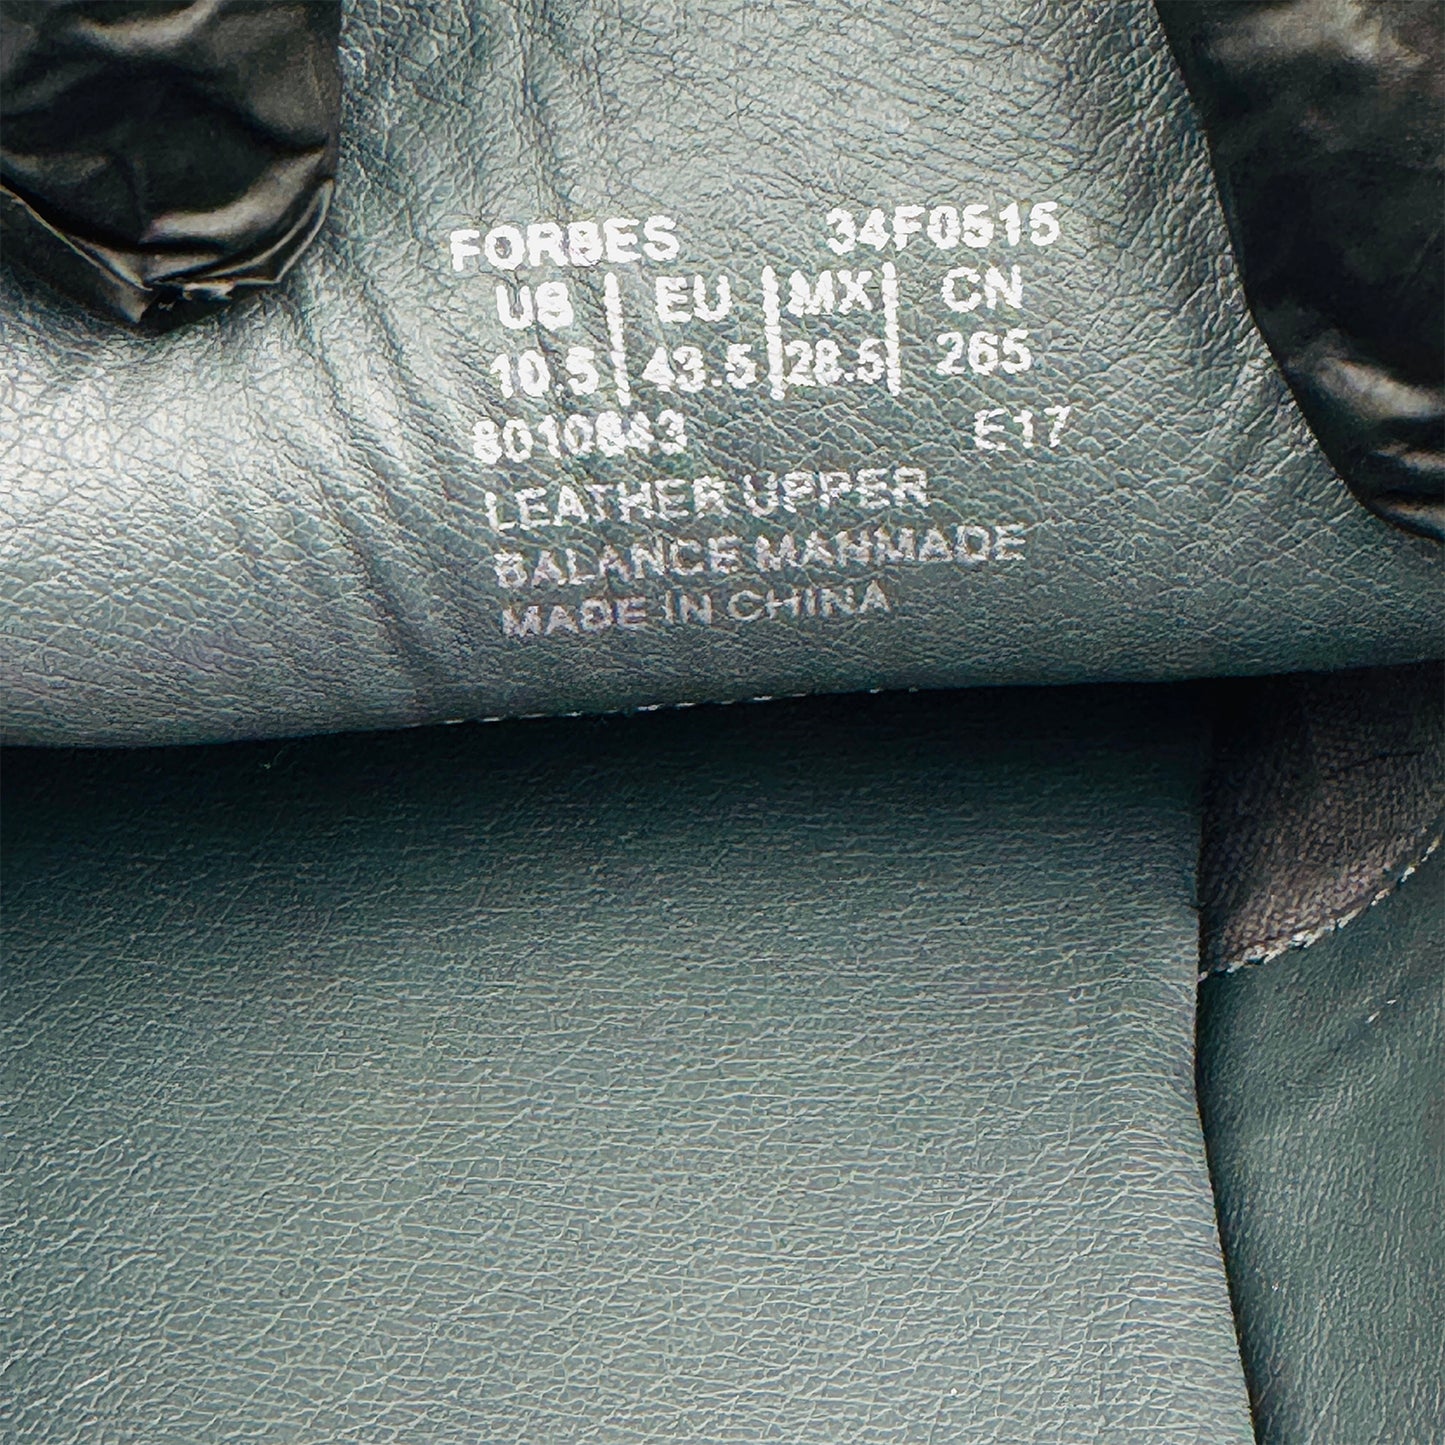 FORBES 34F0515
US | EU | MX | CN
10.5 | 43.5 | 28.5 | 265
8010843 E17
LEATHER UPPER
BALANCE MANMADE
MADE IN CHINA